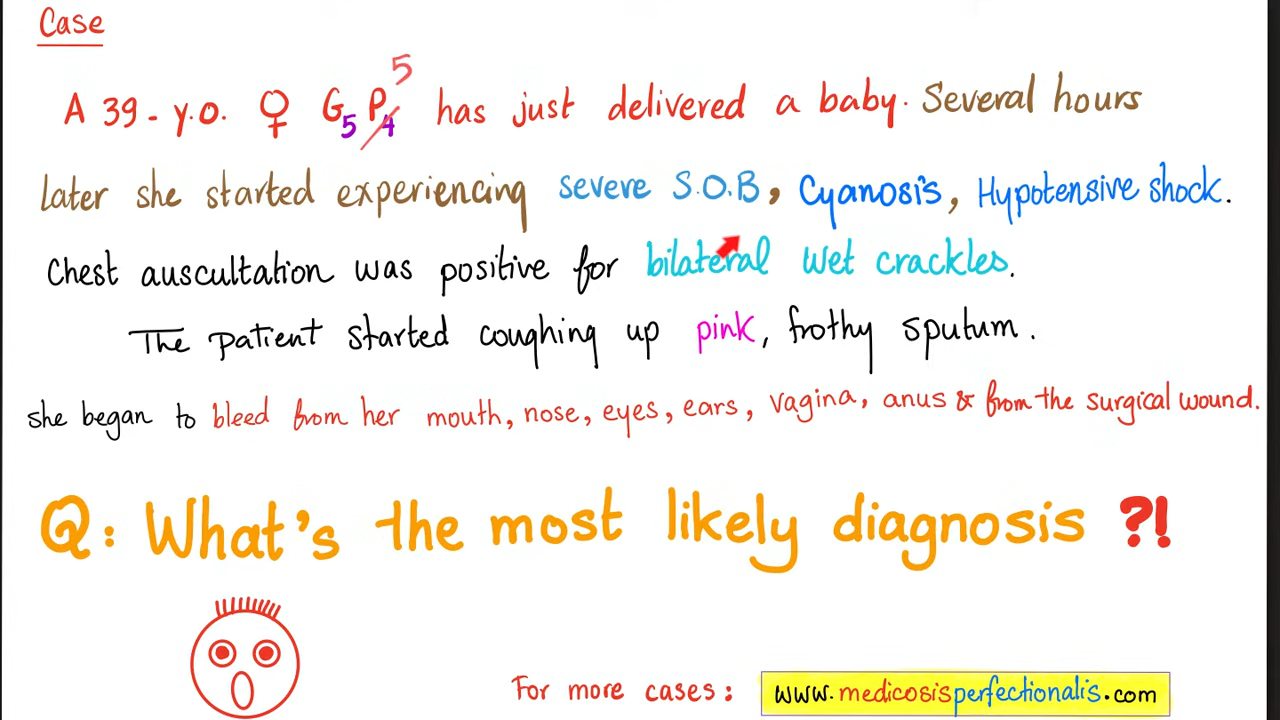 Case
A 39-y.o. ♀ G5 P4 5 has just delivered a baby. Several hours
later she started experiencing severe S.O.B, Cyanosis, Hypotensive shock.
Chest auscultation was positive for bilateral wet crackles.
The patient started coughing up pink, frothy sputum.
she began to bleed from her mouth, nose, eyes, ears, vagina, anus & from the surgical wound.
Q: What's the most likely diagnosis ?!
For more cases: www.medicosisperfectionalis.com